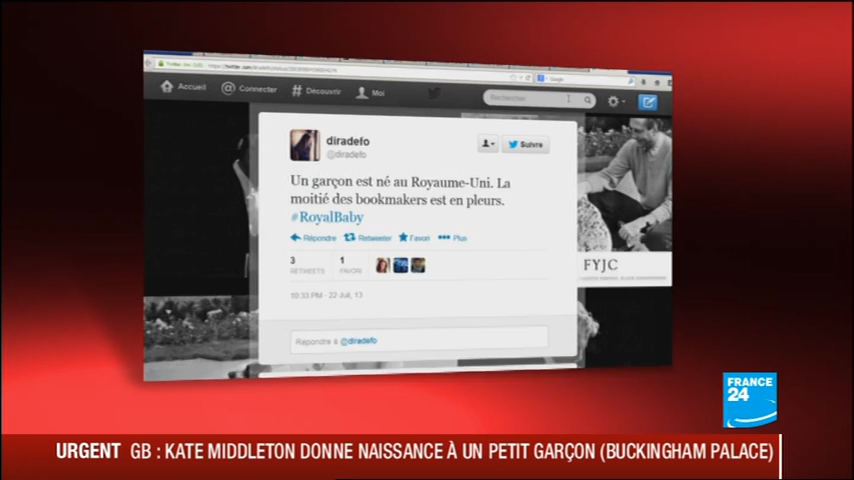 Accueil @ Connecter # Découvrir Moi
Rechercher
diradefo
@diradefo
Suivre
Un garçon est né au Royaume-Uni. La
moitié des bookmakers est en pleurs.
#RoyalBaby
Répondre Retweeter Favori ••• Plus
3 1
RETWEETS FAVORI
10:33 PM - 22 Juil, 13
Répondre à @diradefo
FYJC
FRANCE
24
URGENT GB : KATE MIDDLETON DONNE NAISSANCE À UN PETIT GARÇON (BUCKINGHAM PALACE)